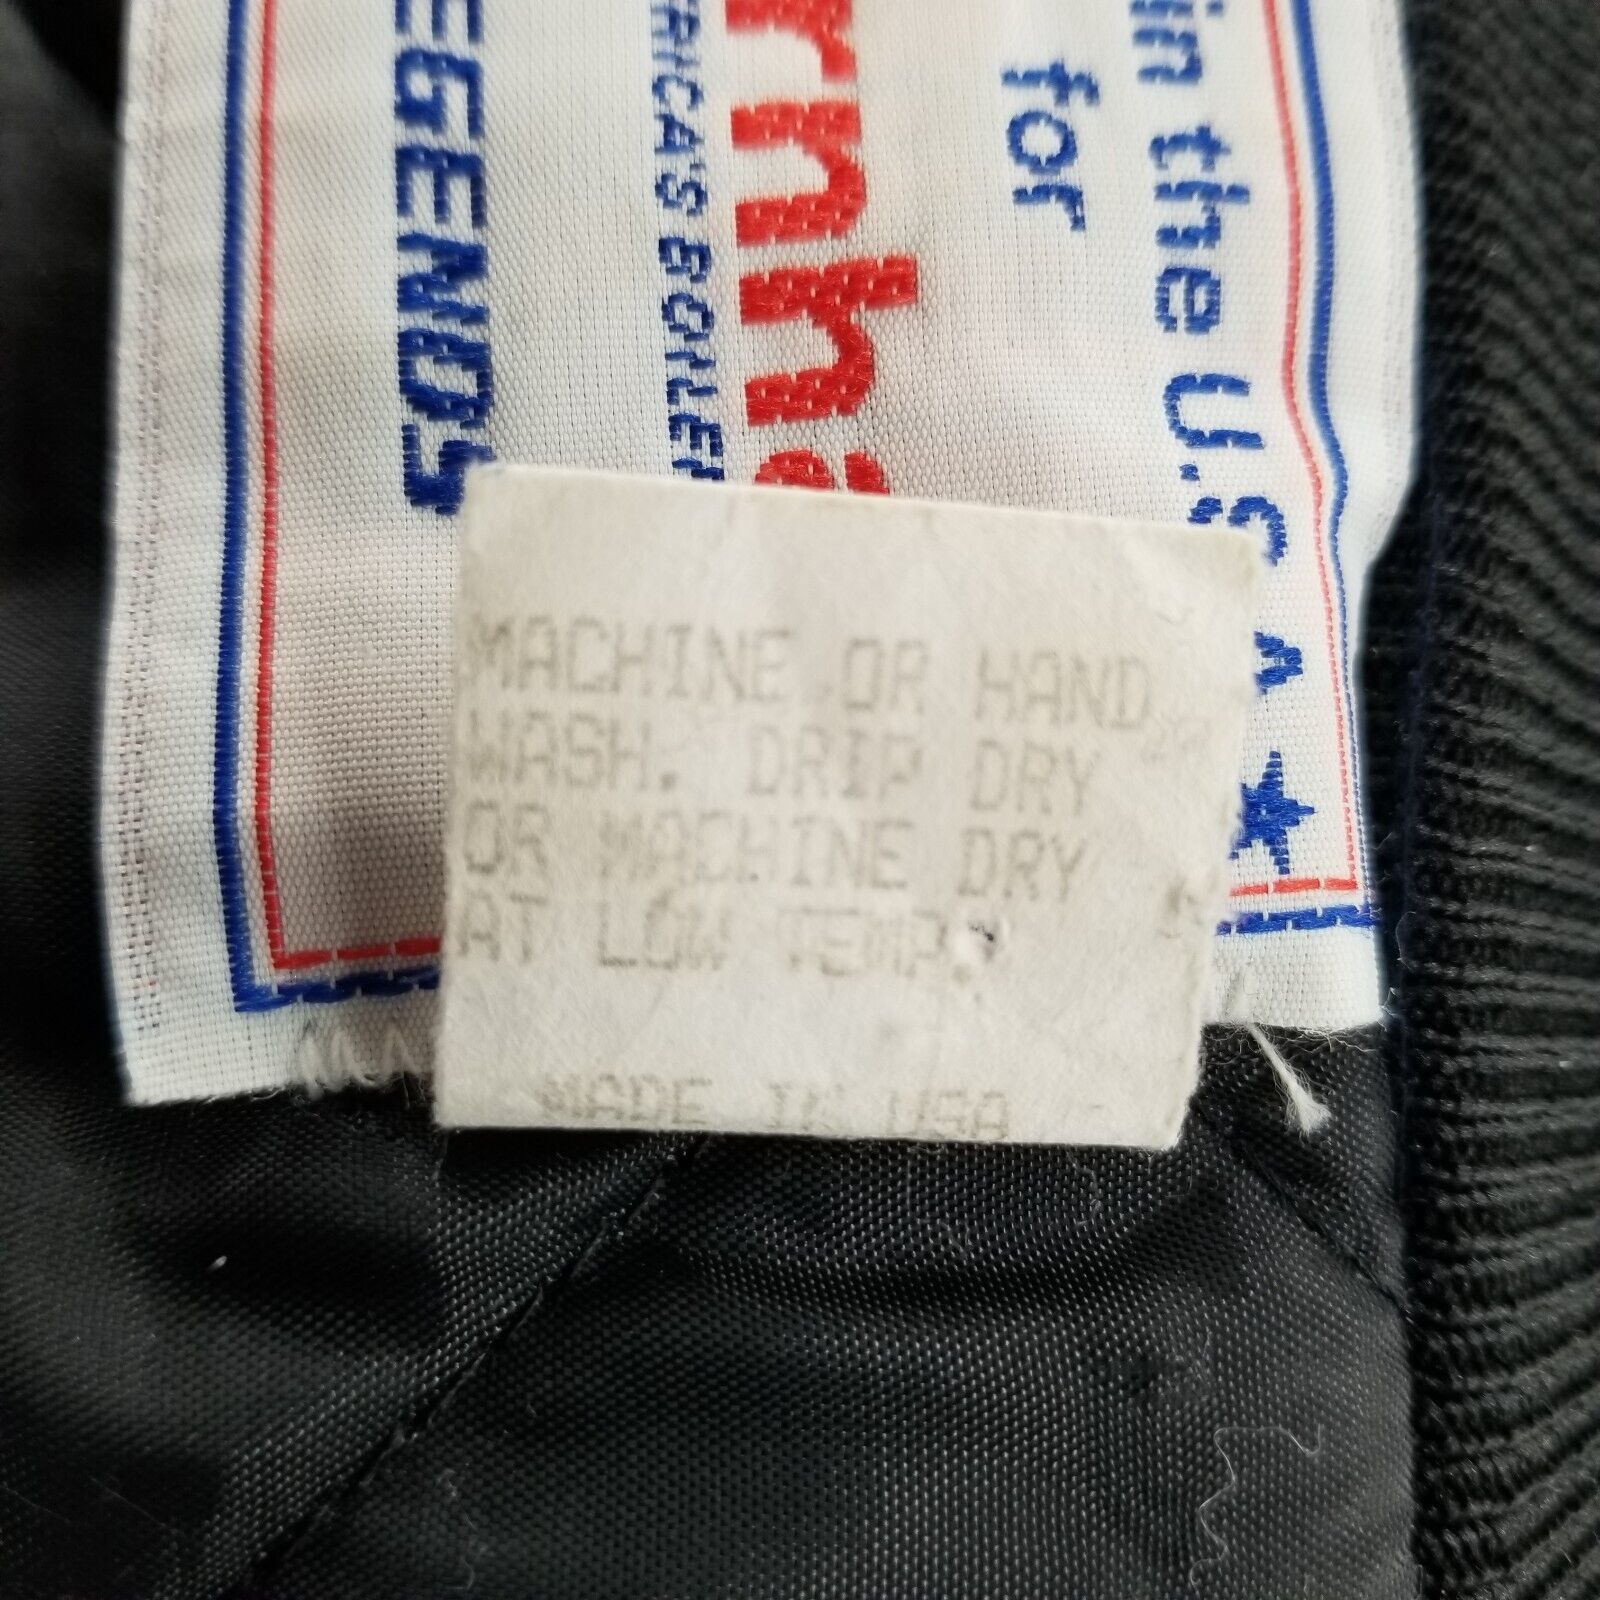 MACHINE OR HAND
WASH. DRIP DRY
OR MACHINE DRY
AT LOW TEMP.
MADE IN USA
in the U.S.A
for
LEGENDS